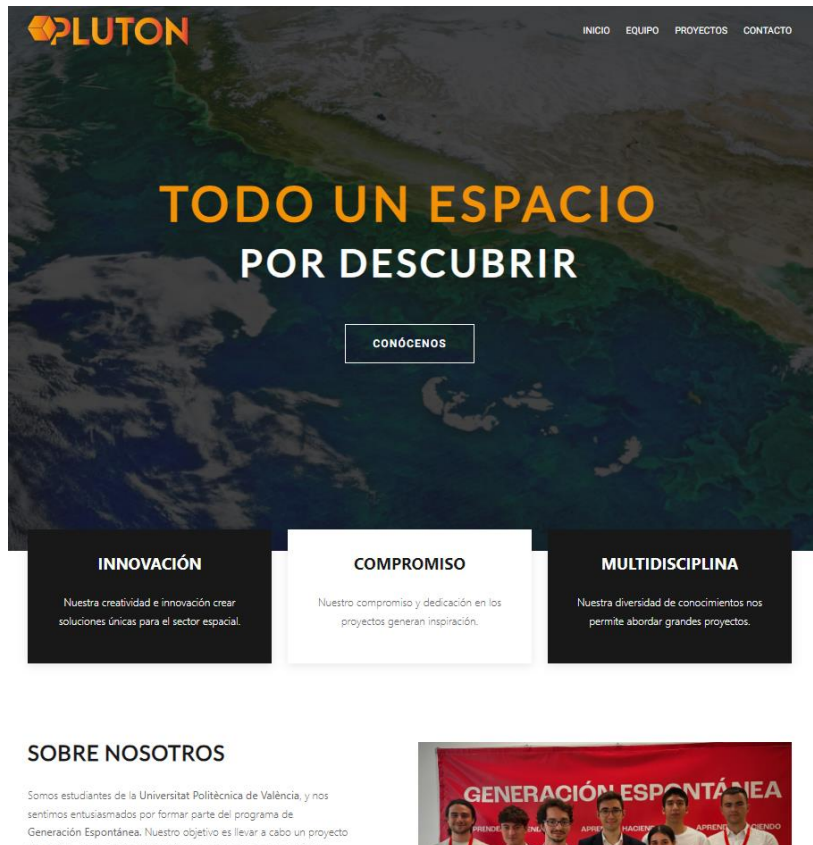 PLUTON
INICIO EQUIPO PROYECTOS CONTACTO
TODO UN ESPACIO
POR DESCUBRIR
CONÓCENOS
INNOVACIÓN
Nuestra creatividad e innovación crear
soluciones únicas para el sector espacial.
COMPROMISO
Nuestro compromiso y dedicación en los
proyectos generan inspiración.
MULTIDISCIPLINA
Nuestra diversidad de conocimientos nos
permite abordar grandes proyectos.
SOBRE NOSOTROS
Somos estudiantes de la Universitat Politècnica de València, y nos
sentimos entusiasmados por formar parte del programa de
Generación Espontánea. Nuestro objetivo es llevar a cabo un proyecto
GENERACIÓN ESPONTÁNEA